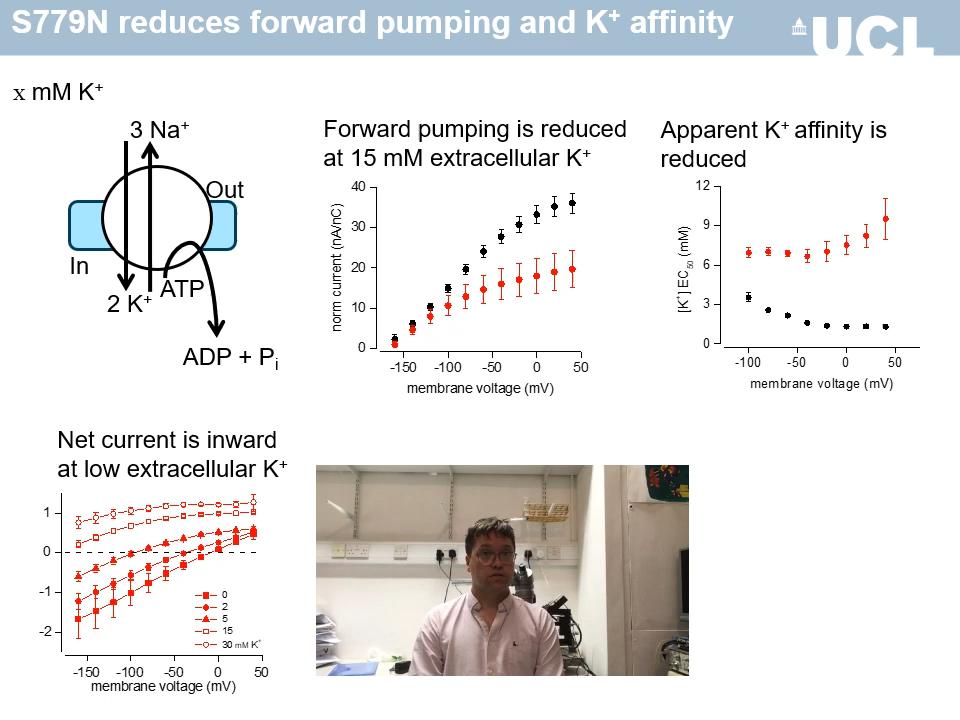 S779N reduces forward pumping and K⁺ affinity
UCL
x mM K⁺
3 Na⁺
Out
In
2 K⁺
ATP
ADP + Pᵢ
Forward pumping is reduced
at 15 mM extracellular K⁺
40
30
20
10
0
norm current (nA/nC)
-150 -100 -50 0 50
membrane voltage (mV)
Apparent K⁺ affinity is
reduced
12
9
6
3
0
[K⁺] EC₅₀ (mM)
-100 -50 0 50
membrane voltage (mV)
Net current is inward
at low extracellular K⁺
1
0
-1
-2
0
2
5
15
30 mM K⁺
-150 -100 -50 0 50
membrane voltage (mV)